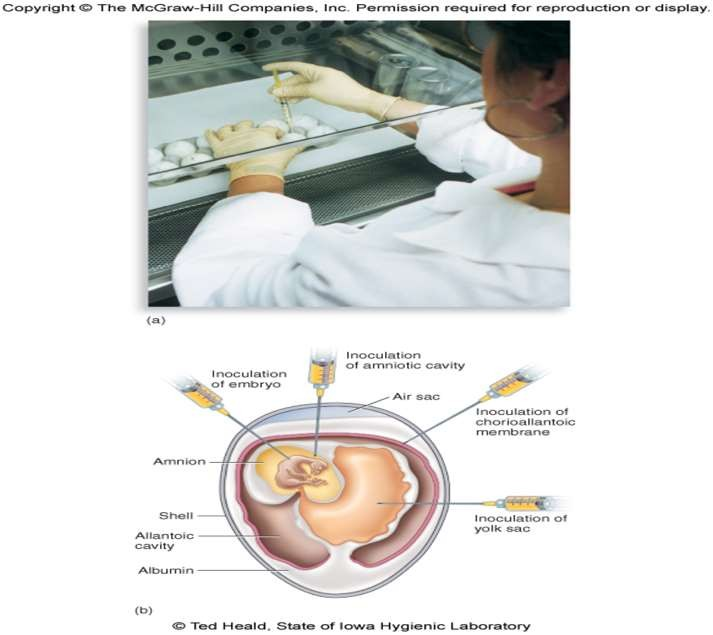 Copyright © The McGraw-Hill Companies, Inc. Permission required for reproduction or display.
(a)
Inoculation
of embryo
Inoculation
of amniotic cavity
Air sac
Inoculation of
chorioallantoic
membrane
Amnion
Shell
Allantoic
cavity
Albumin
Inoculation of
yolk sac
(b)
© Ted Heald, State of Iowa Hygienic Laboratory